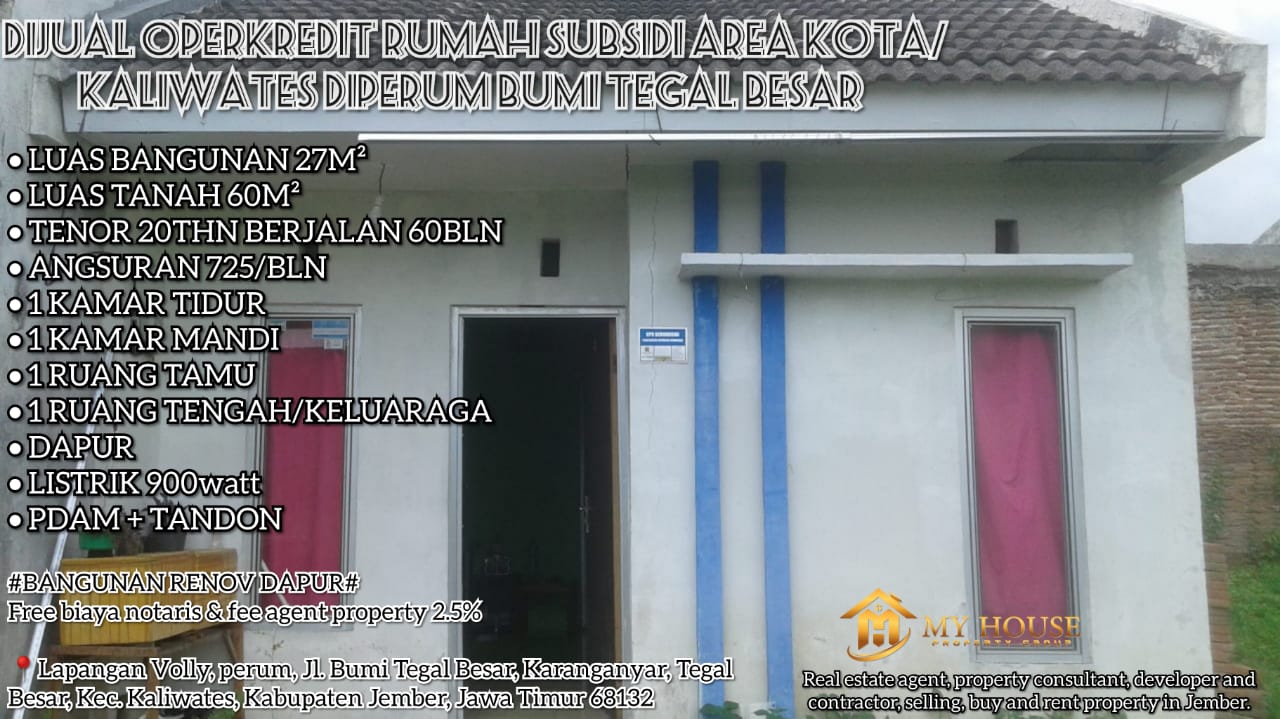 DIJUAL OPERKREDIT RUMAH SUBSIDI AREA KOTA/
KALIWATES DIPERUM BUMI TEGAL BESAR
• LUAS BANGUNAN 27M²
• LUAS TANAH 60M²
• TENOR 20THN BERJALAN 60BLN
• ANGSURAN 725/BLN
• 1 KAMAR TIDUR
• 1 KAMAR MANDI
• 1 RUANG TAMU
• 1 RUANG TENGAH/KELUARAGA
• DAPUR
• LISTRIK 900watt
• PDAM + TANDON
#BANGUNAN RENOV DAPUR#
Free biaya notaris & fee agent property 2.5%
📍 Lapangan Volly, perum, Jl. Bumi Tegal Besar, Karanganyar, Tegal
Besar, Kec. Kaliwates, Kabupaten Jember, Jawa Timur 68132
MY HOUSE
PROPERTY GROUP
Real estate agent, property consultant, developer and
contractor, selling, buy and rent property in Jember.